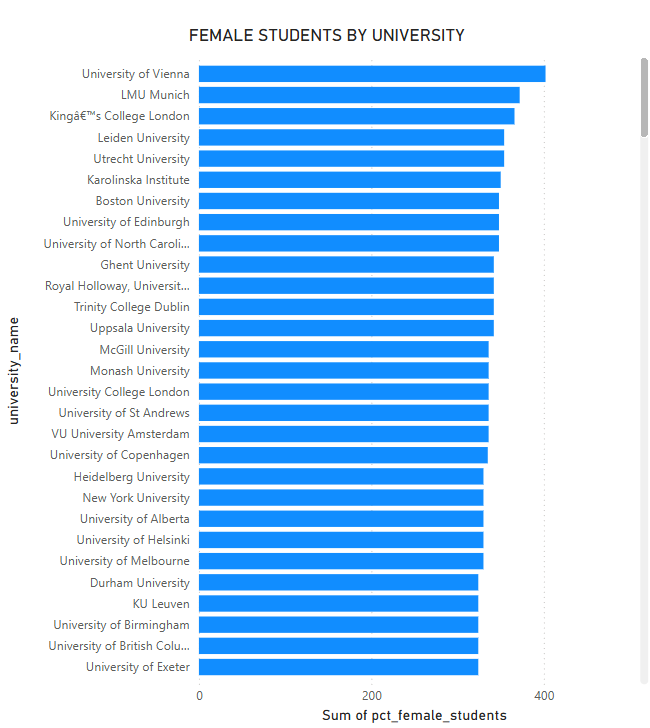 FEMALE STUDENTS BY UNIVERSITY
University of Vienna
LMU Munich
Kingâ€™s College London
Leiden University
Utrecht University
Karolinska Institute
Boston University
University of Edinburgh
University of North Caroli...
Ghent University
Royal Holloway, Universit...
Trinity College Dublin
Uppsala University
McGill University
Monash University
University College London
University of St Andrews
VU University Amsterdam
University of Copenhagen
Heidelberg University
New York University
University of Alberta
University of Helsinki
University of Melbourne
Durham University
KU Leuven
University of Birmingham
University of British Colu...
University of Exeter
university_name
0 200 400
Sum of pct_female_students